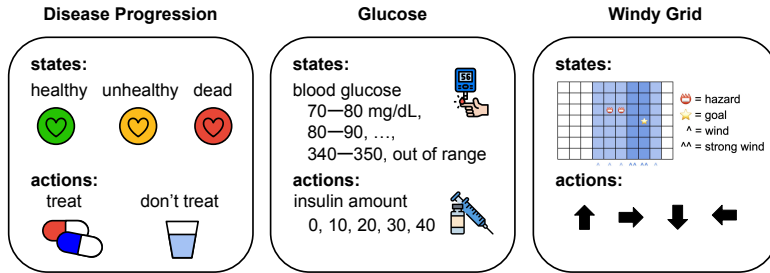 Disease Progression
states:
healthy unhealthy dead
actions:
treat don't treat
Glucose
states:
56
blood glucose
70—80 mg/dL,
80—90, …,
340—350, out of range
actions:
insulin amount
0, 10, 20, 30, 40
Windy Grid
states:
= hazard
= goal
^ = wind
^^ = strong wind
^ ^ ^ ^^ ^^ ^
actions: